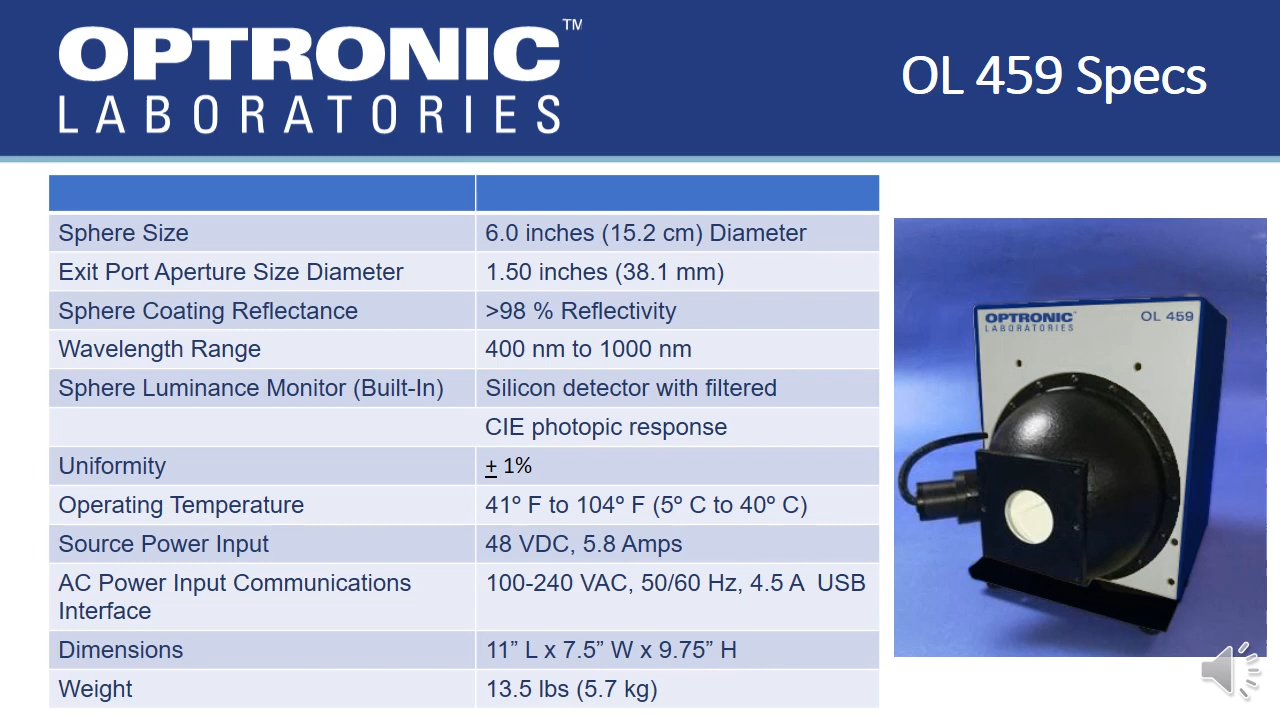 OPTRONIC™
LABORATORIES
OL 459 Specs
Sphere Size 6.0 inches (15.2 cm) Diameter
Exit Port Aperture Size Diameter 1.50 inches (38.1 mm)
Sphere Coating Reflectance >98 % Reflectivity
Wavelength Range 400 nm to 1000 nm
Sphere Luminance Monitor (Built-In) Silicon detector with filtered
CIE photopic response
Uniformity ± 1%
Operating Temperature 41º F to 104º F (5º C to 40º C)
Source Power Input 48 VDC, 5.8 Amps
AC Power Input Communications 100-240 VAC, 50/60 Hz, 4.5 A  USB
Interface
Dimensions 11” L x 7.5” W x 9.75” H
Weight 13.5 lbs (5.7 kg)
OPTRONIC OL 459
LABORATORIES